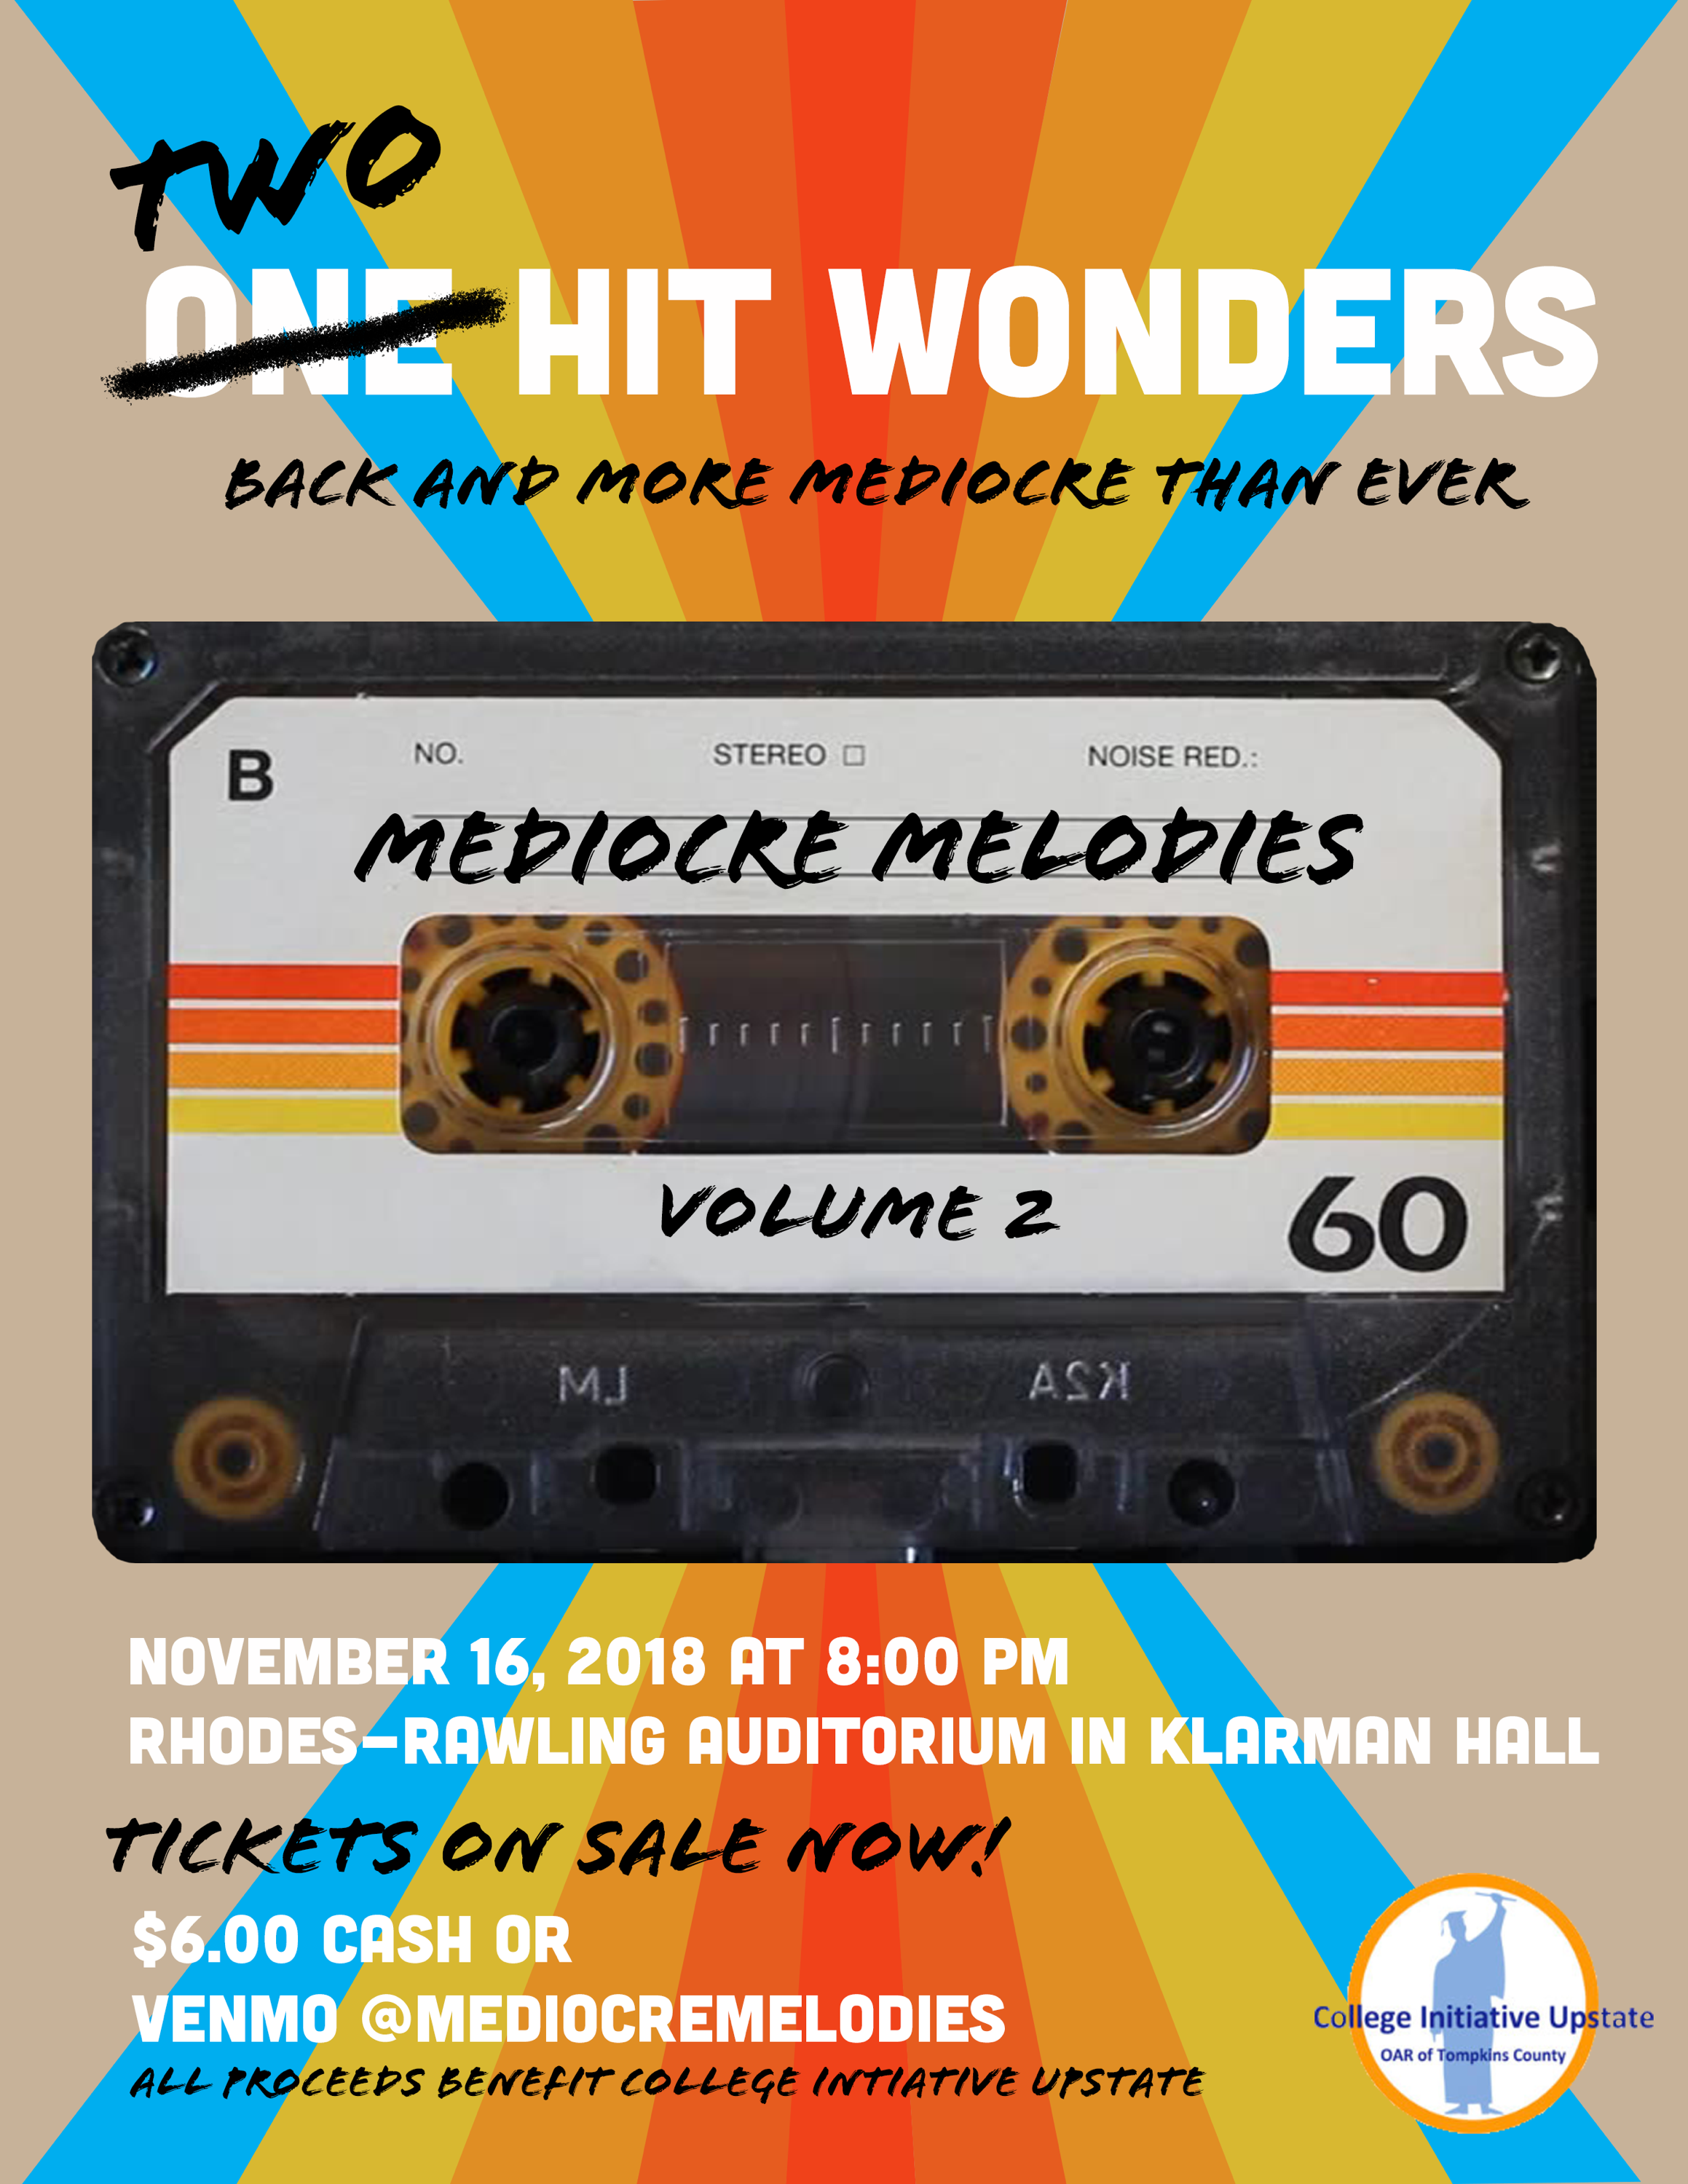 TWO
ONE HIT WONDERS
BACK AND MORE MEDIOCRE THAN EVER
B
NO.
STEREO
NOISE RED.:
MEDIOCRE MELODIES
VOLUME 2
60
LM
K2A
NOVEMBER 16, 2018 AT 8:00 PM
RHODES-RAWLING AUDITORIUM IN KLARMAN HALL
TICKETS ON SALE NOW!
$6.00 CASH OR
VENMO @MEDIOCREMELODIES
ALL PROCEEDS BENEFIT COLLEGE INTIATIVE UPSTATE
College Initiative Upstate
OAR of Tompkins County